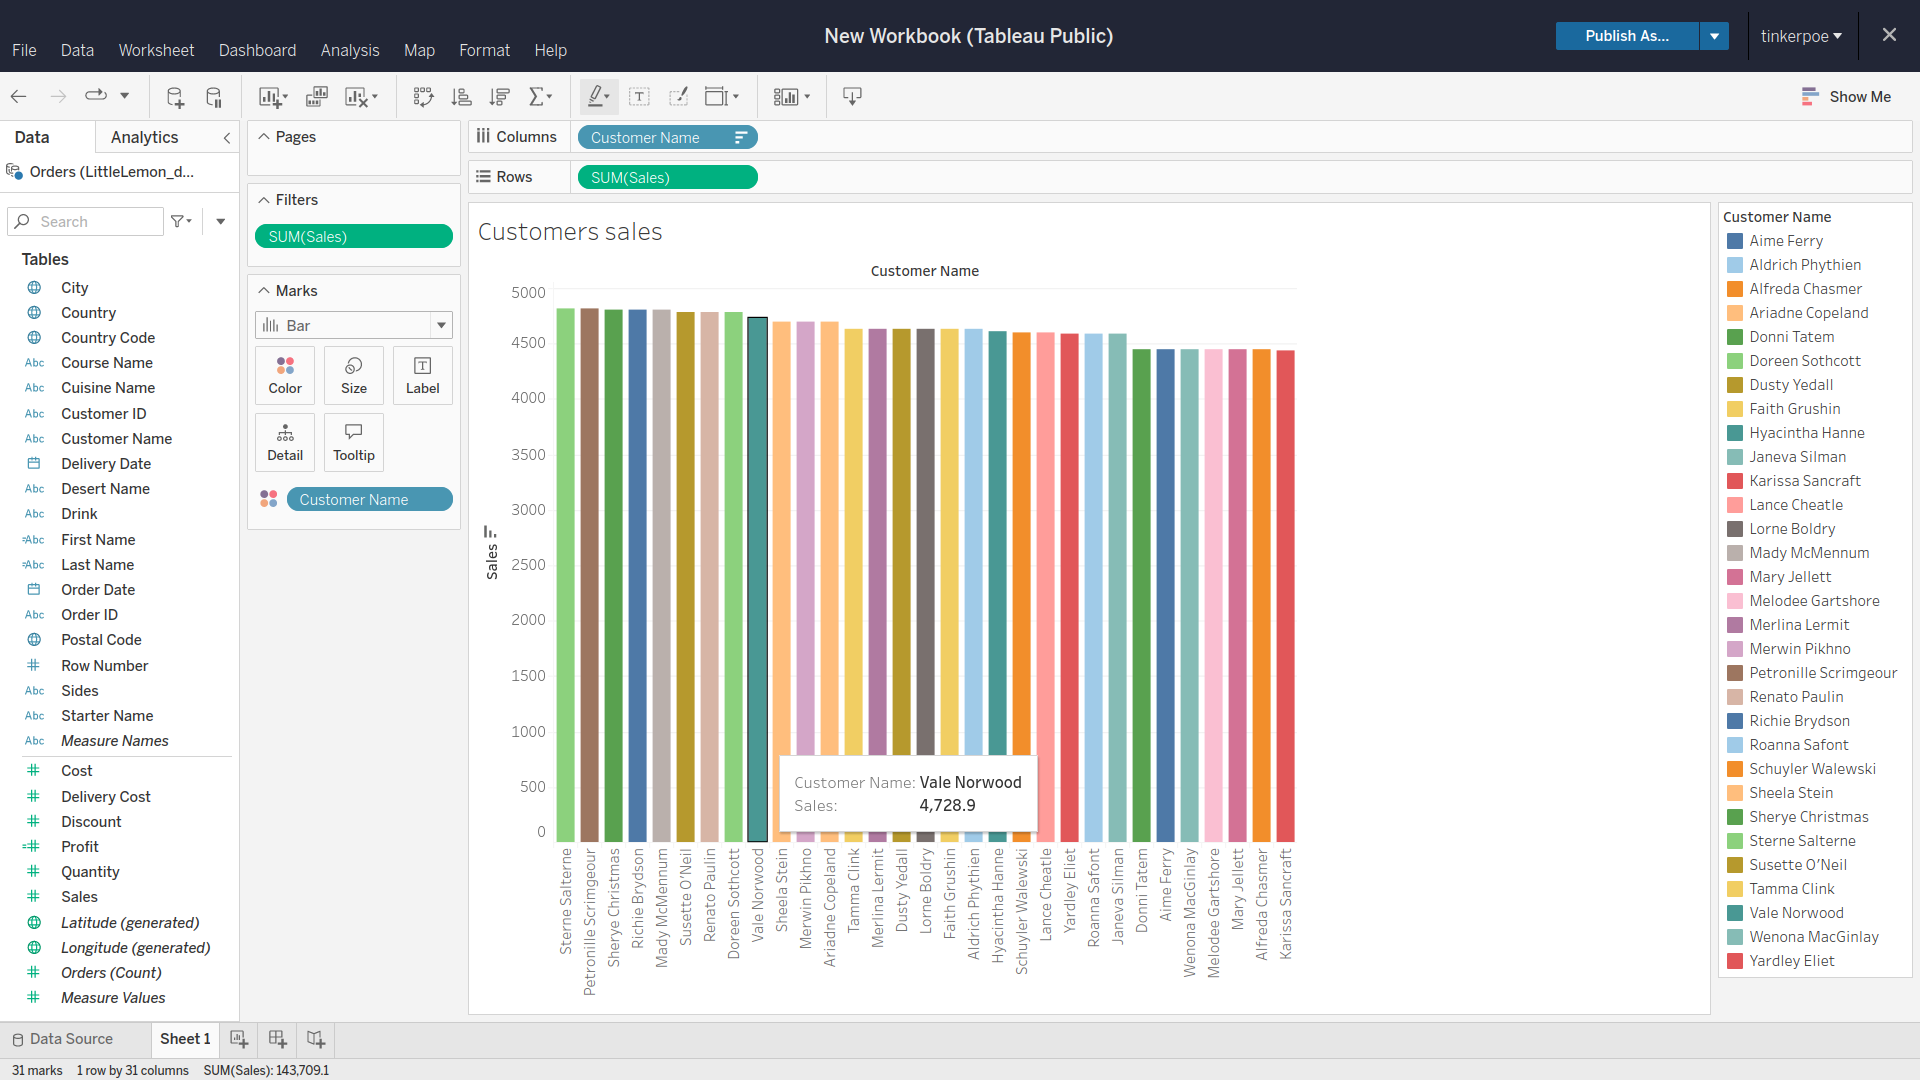 New Workbook (Tableau Public)
Publish As...
tinkerpoe
File Data Worksheet Dashboard Analysis Map Format Help
Show Me
Data
Analytics
Orders (LittleLemon_d...
Search
Tables
City
Country
Country Code
Abc Course Name
Abc Cuisine Name
Abc Customer ID
Abc Customer Name
Delivery Date
Abc Desert Name
Abc Drink
=Abc First Name
=Abc Last Name
Order Date
Abc Order ID
Postal Code
# Row Number
Abc Sides
Abc Starter Name
Abc Measure Names
# Cost
# Delivery Cost
# Discount
=# Profit
# Quantity
# Sales
Latitude (generated)
Longitude (generated)
# Orders (Count)
# Measure Values
Pages
Filters
SUM(Sales)
Marks
Bar
Color
Size
Label
Detail
Tooltip
Customer Name
Columns
Customer Name
Rows
SUM(Sales)
Customers sales
Customer Name
5000
4500
4000
3500
3000
2500
2000
1500
1000
500
0
Sales
Customer Name: Vale Norwood
Sales: 4,728.9
Sterne Salterne
Petronille Scrimgeour
Sherye Christmas
Richie Brydson
Mady McMennum
Susette O’Neil
Renato Paulin
Doreen Sothcott
Vale Norwood
Sheela Stein
Merwin Pikhno
Ariadne Copeland
Tamma Clink
Merlina Lermit
Dusty Yedall
Lorne Boldry
Faith Grushin
Aldrich Phythien
Hyacintha Hanne
Schuyler Walewski
Lance Cheatle
Yardley Eliet
Roanna Safont
Janeva Silman
Donni Tatem
Aime Ferry
Wenona MacGinlay
Melodee Gartshore
Mary Jellett
Alfreda Chasmer
Karissa Sancraft
Customer Name
Aime Ferry
Aldrich Phythien
Alfreda Chasmer
Ariadne Copeland
Donni Tatem
Doreen Sothcott
Dusty Yedall
Faith Grushin
Hyacintha Hanne
Janeva Silman
Karissa Sancraft
Lance Cheatle
Lorne Boldry
Mady McMennum
Mary Jellett
Melodee Gartshore
Merlina Lermit
Merwin Pikhno
Petronille Scrimgeour
Renato Paulin
Richie Brydson
Roanna Safont
Schuyler Walewski
Sheela Stein
Sherye Christmas
Sterne Salterne
Susette O’Neil
Tamma Clink
Vale Norwood
Wenona MacGinlay
Yardley Eliet
Data Source
Sheet 1
31 marks 1 row by 31 columns SUM(Sales): 143,709.1